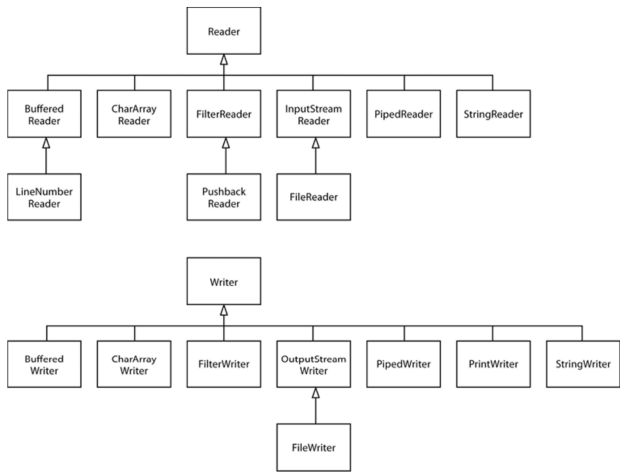 Reader
Buffered
Reader
CharArray
Reader
FilterReader
InputStream
Reader
PipedReader
StringReader
LineNumber
Reader
Pushback
Reader
FileReader
Writer
Buffered
Writer
CharArray
Writer
FilterWriter
OutputStream
Writer
PipedWriter
PrintWriter
StringWriter
FileWriter